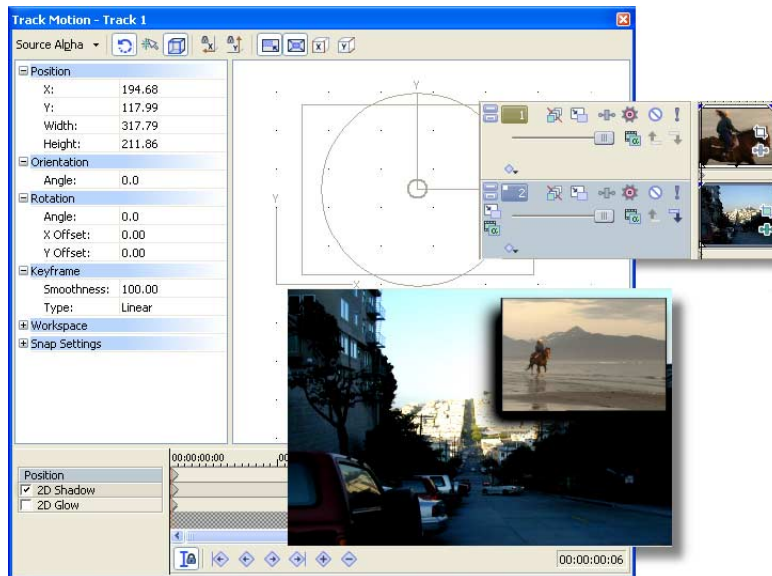 Track Motion - Track 1
Source Alpha
Position
X: 194.68
Y: 117.99
Width: 317.79
Height: 211.86
Orientation
Angle: 0.0
Rotation
Angle: 0.0
X Offset: 0.00
Y Offset: 0.00
Keyframe
Smoothness: 100.00
Type: Linear
Workspace
Snap Settings
Y
Y
X
1
2
00:00:00:00
Position
2D Shadow
2D Glow
00:00:00:06